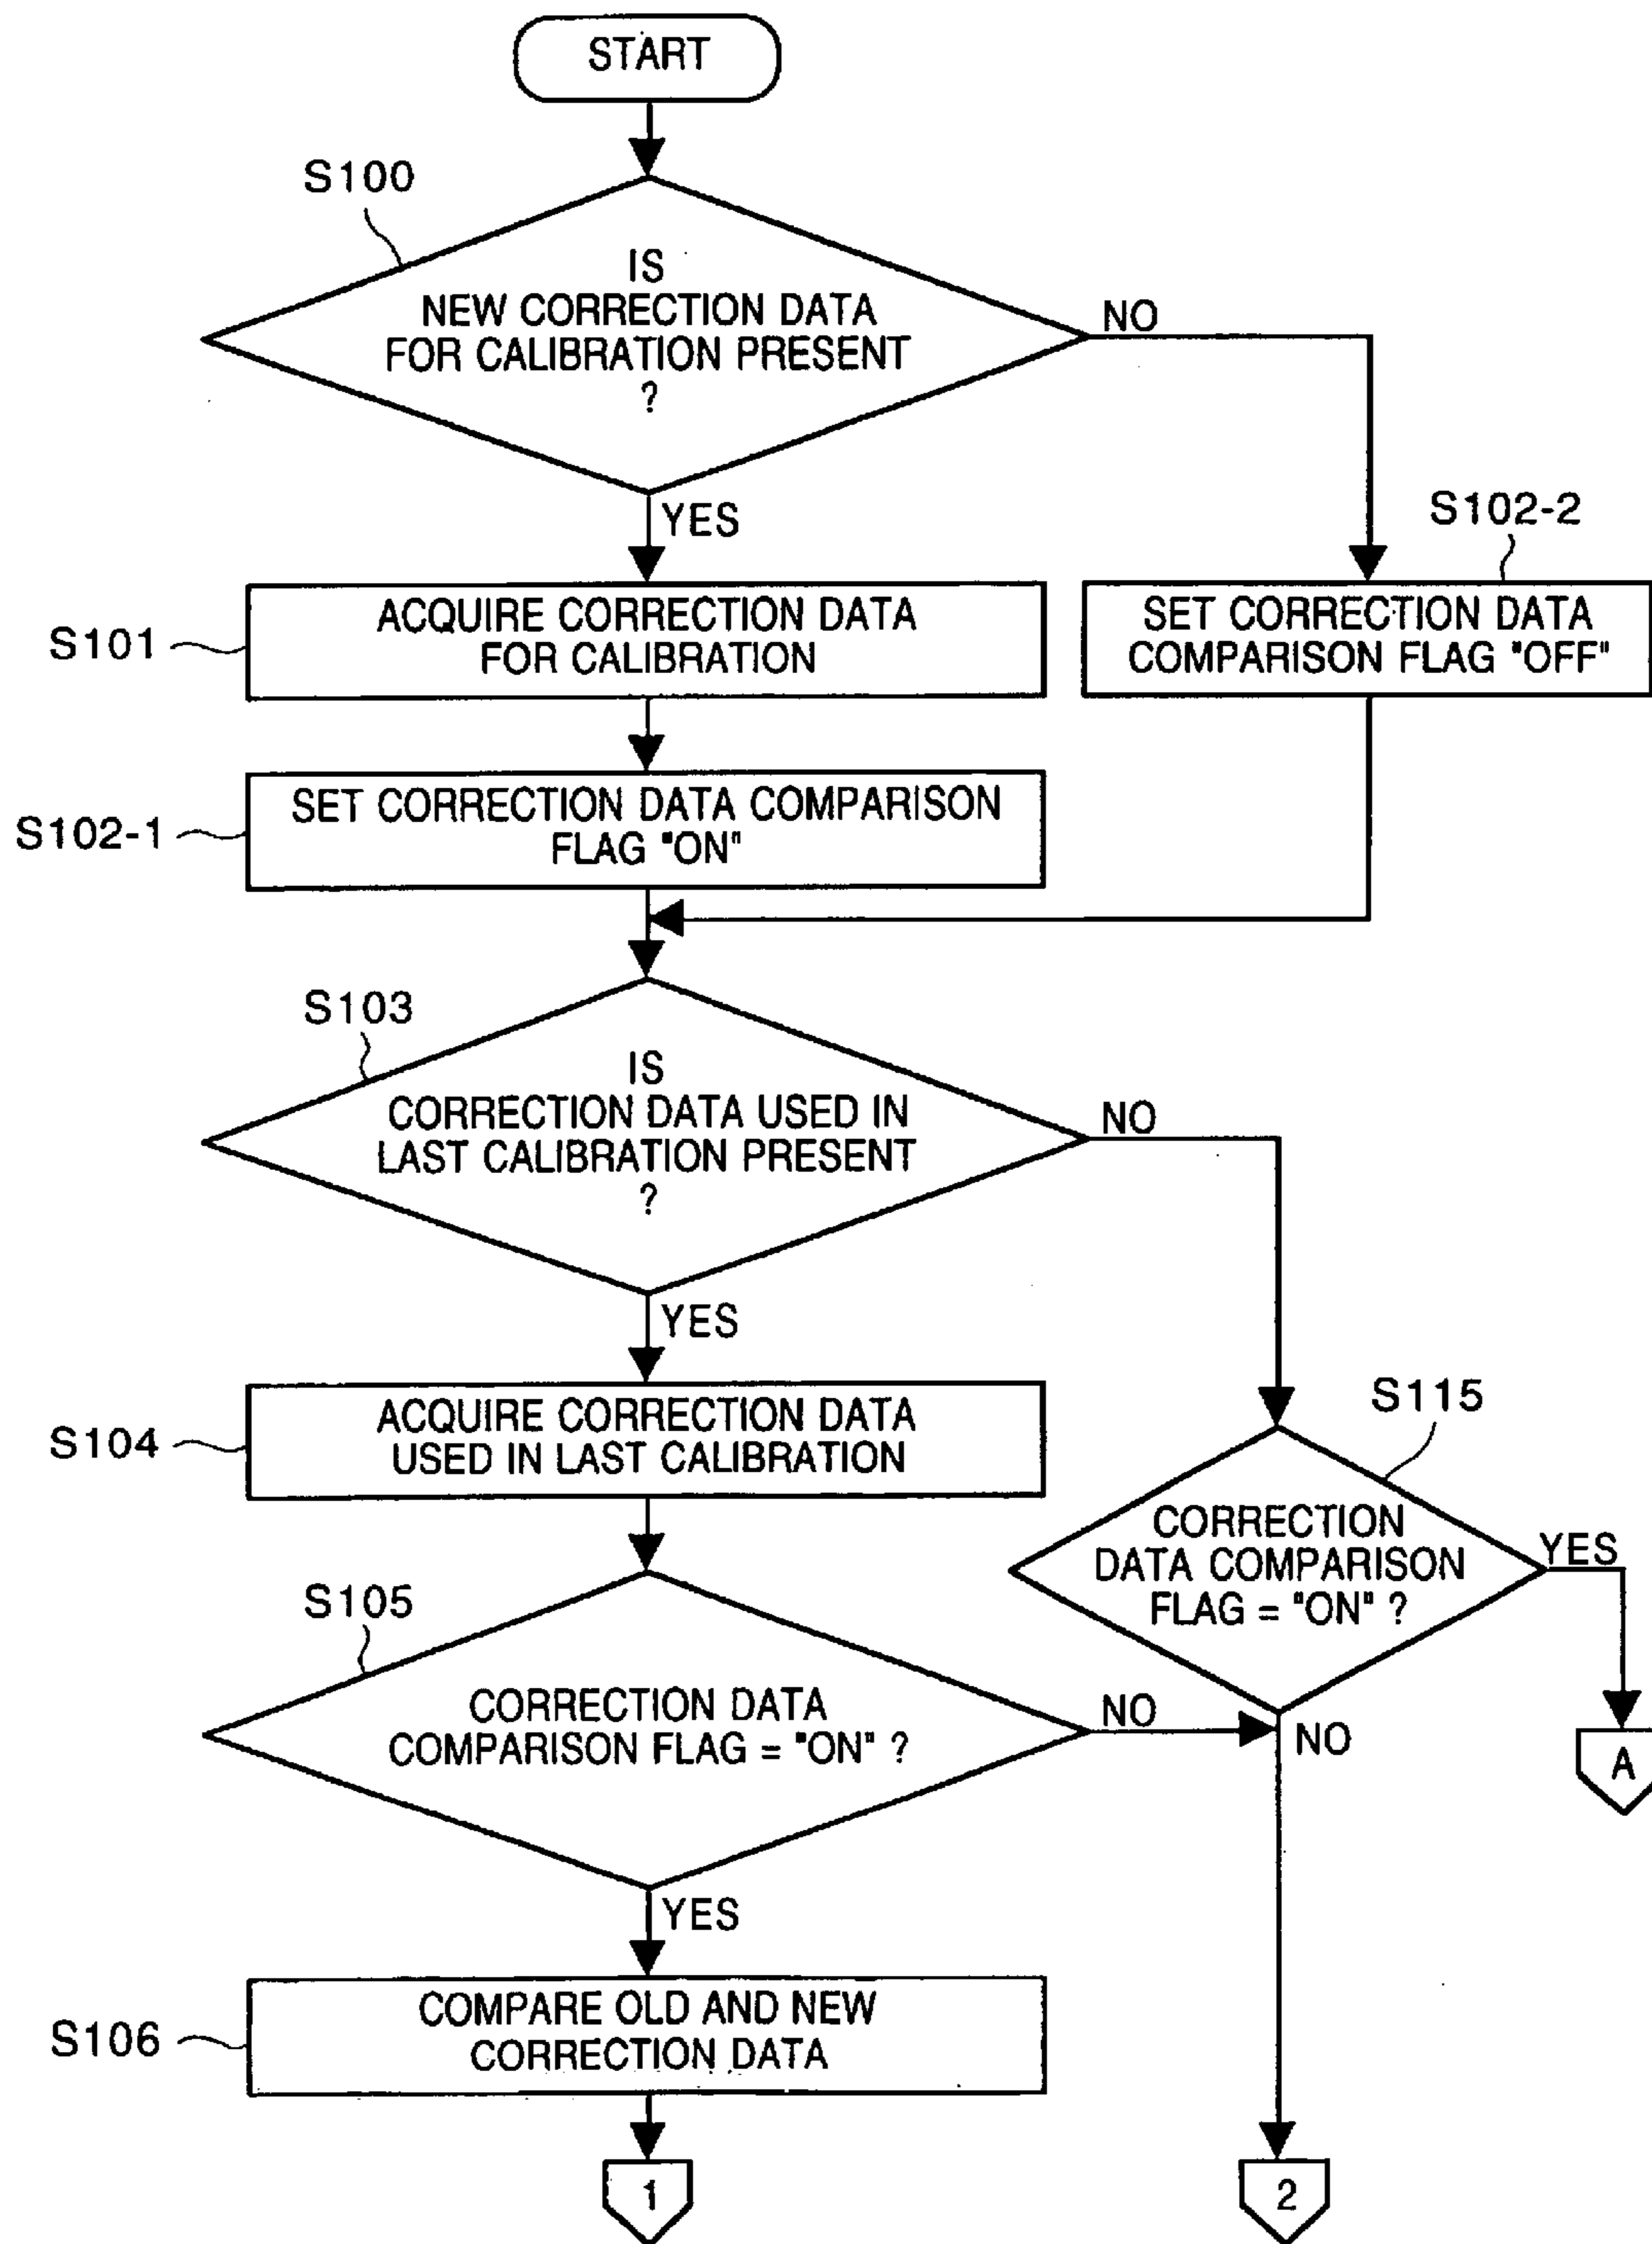 START
S100
IS
NEW CORRECTION DATA
FOR CALIBRATION PRESENT
?
NO
YES
S102-2
S101
ACQUIRE CORRECTION DATA
FOR CALIBRATION
SET CORRECTION DATA
COMPARISON FLAG "OFF"
S102-1
SET CORRECTION DATA COMPARISON
FLAG "ON"
S103
IS
CORRECTION DATA USED IN
LAST CALIBRATION PRESENT
?
NO
YES
S104
ACQUIRE CORRECTION DATA
USED IN LAST CALIBRATION
S115
CORRECTION
DATA COMPARISON
FLAG = "ON" ?
YES
S105
CORRECTION DATA
COMPARISON FLAG = "ON" ?
NO
NO
A
YES
S106
COMPARE OLD AND NEW
CORRECTION DATA
1
2